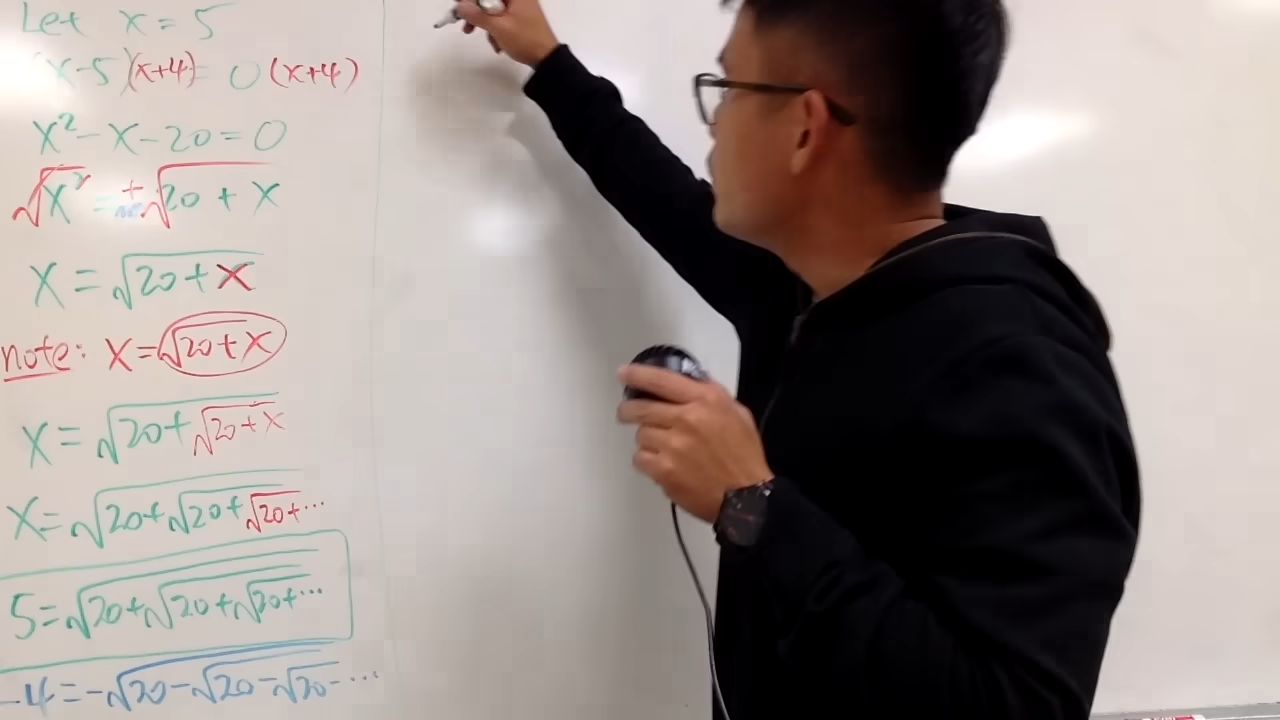 Let x = 5
(x-5)(x+4) = 0 (x+4)
x² - x - 20 = 0
√x² = ±√20 + x
x = √20 + x
note: x = √20 + x
x = √20 + √20 + x
x = √20 + √20 + √20 + ...
5 = √20 + √20 + √20 + ...
-4 = -√20 - √20 - √20 - ...